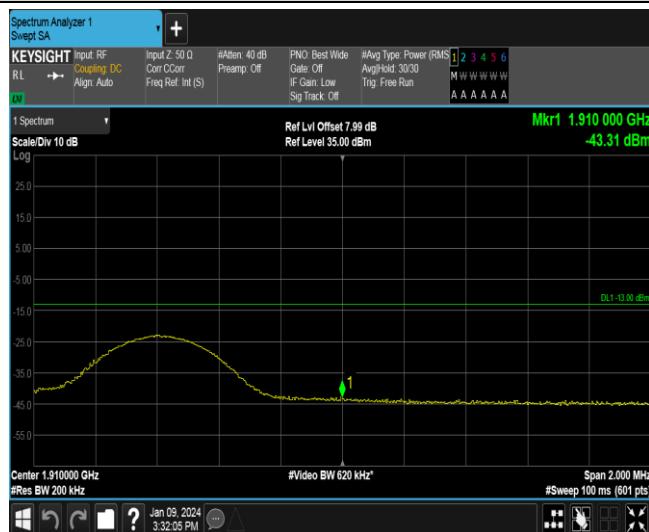 Spectrum Analyzer 1
Swept SA
KEYSIGHT
RL
Input: RF
Coupling: DC
Align: Auto
Input Z: 50 Ω
Corr CCorr
Freq Ref: Int (S)
#Atten: 40 dB
Preamp: Off
PNO: Best Wide
Gate: Off
IF Gain: Low
Sig Track: Off
#Avg Type: Power (RMS
Avg|Hold: 30/30
Trig: Free Run
1 2 3 4 5 6
M W W W W W
A A A A A A
1 Spectrum
Scale/Div 10 dB
Ref Lvl Offset 7.99 dB
Ref Level 35.00 dBm
Mkr1 1.910 000 GHz
-43.31 dBm
Log
25.0
15.0
5.00
-5.00
DL1 -13.00 dBm
-15.0
-25.0
-35.0
1
-45.0
-55.0
Center 1.910000 GHz
#Video BW 620 kHz*
Span 2.000 MHz
#Res BW 200 kHz
#Sweep 100 ms (601 pts)
?
Jan 09, 2024
3:32:05 PM